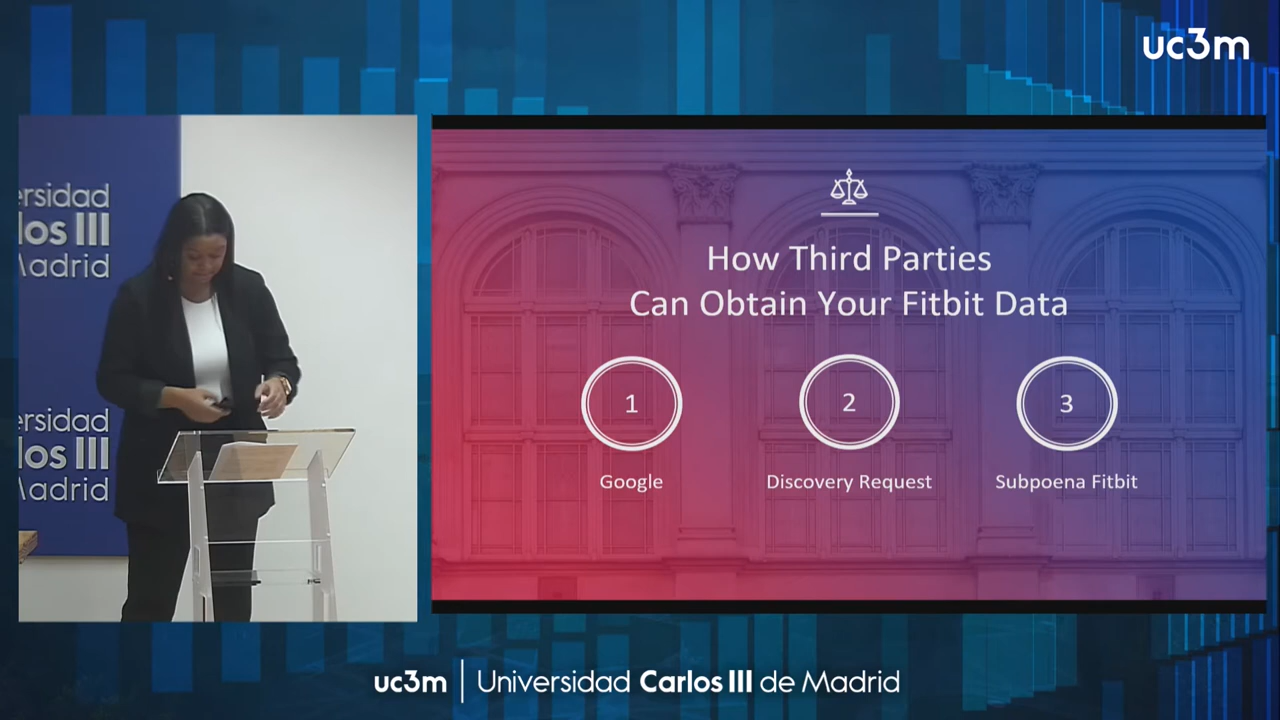 uc3m
ersidad
los III
Madrid
ersidad
los III
Madrid
How Third Parties
Can Obtain Your Fitbit Data
1
2
3
Google
Discovery Request
Subpoena Fitbit
uc3m | Universidad Carlos III de Madrid